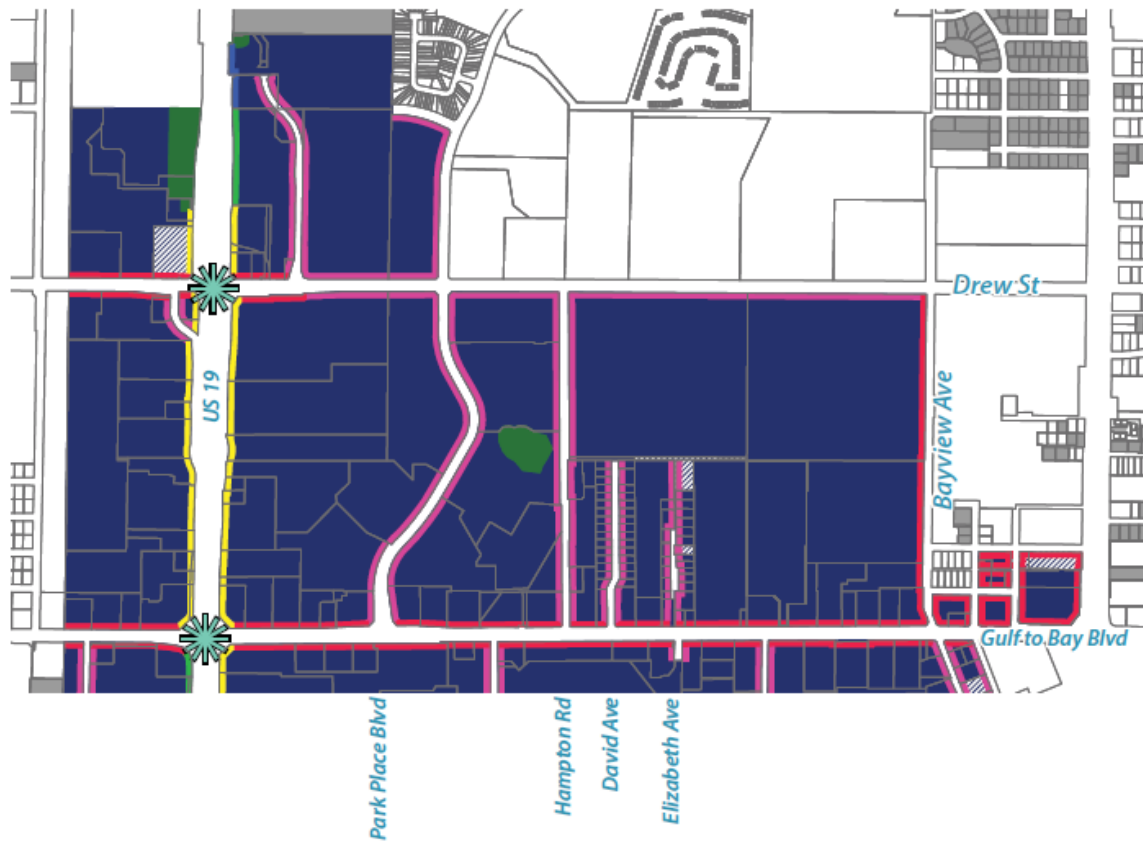 Drew St
US 19
Bayview Ave
Gulf to Bay Blvd
Park Place Blvd
Hampton Rd
David Ave
Elizabeth Ave